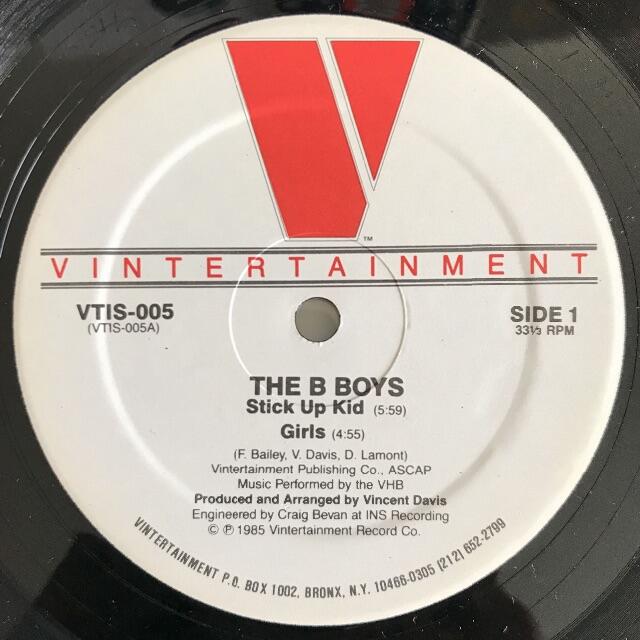 V™
VINTERTAINMENT
VTIS-005
(VTIS-005A)
SIDE 1
33⅓ RPM
THE B BOYS
Stick Up Kid (5:59)
Girls (4:55)
(F. Bailey, V. Davis, D. Lamont)
Vintertainment Publishing Co., ASCAP
Music Performed by the VHB
Produced and Arranged by Vincent Davis
Engineered by Craig Bevan at INS Recording
© ℗ 1985 Vintertainment Record Co.
VINTERTAINMENT P.O. BOX 1002, BRONX, N.Y. 10466-0305 (212) 652-2799